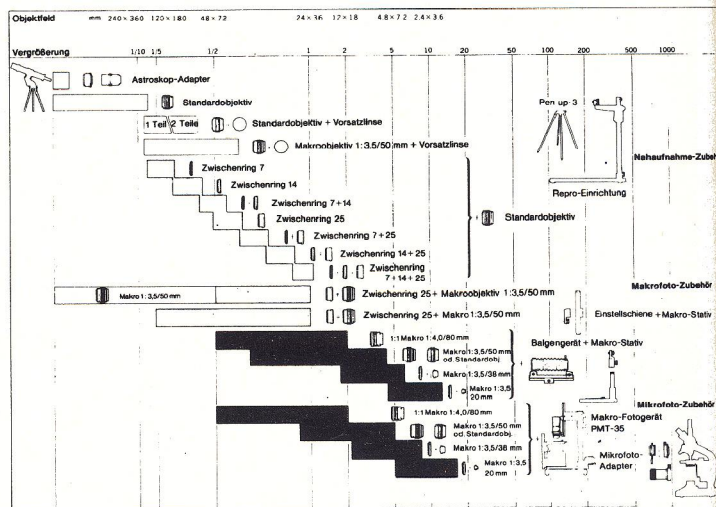 Objektfeld mm 240×360 120×180 48×72 24×36 12×18 4.8×7.2 2.4×3.6
Vergrößerung 1/10 1/5 1/2 1 2 5 10 20 50 100 200 500 1000
Astroskop-Adapter
Standardobjektiv
1 Teil 2 Teile Standardobjektiv + Vorsatzlinse
Makroobjektiv 1:3.5/50 mm + Vorsatzlinse
Pen up 3
Nahaufnahme-Zubeh
Zwischenring 7
Zwischenring 14
Repro-Einrichtung
Zwischenring 7+14
Zwischenring 25
Standardobjektiv
Zwischenring 7+25
Zwischenring 14+25
Zwischenring
7+14+25
Makrofoto-Zubehör
Makro 1:3,5/50 mm
Zwischenring 25+ Makroobjektiv 1:3,5/50 mm
Zwischenring 25+ Makro 1:3,5/50 mm
Einstellschiene + Makro-Stativ
1:1 Makro 1:4,0/80 mm
Balgengerät + Makro-Stativ
Makro 1:3,5/50 mm
od. Standardobj.
Makro 1:3,5/38 mm
Makro 1:3,5
20 mm
Mikrofoto-Zubehör
1:1 Makro 1:4,0/80 mm
Makro-Fotogerät
PMT-35
Makro 1:3,5/50 mm
od. Standardobj.
Makro 1:3,5/38 mm
Mikrofoto-
Adapter
Makro 1:3,5
20 mm